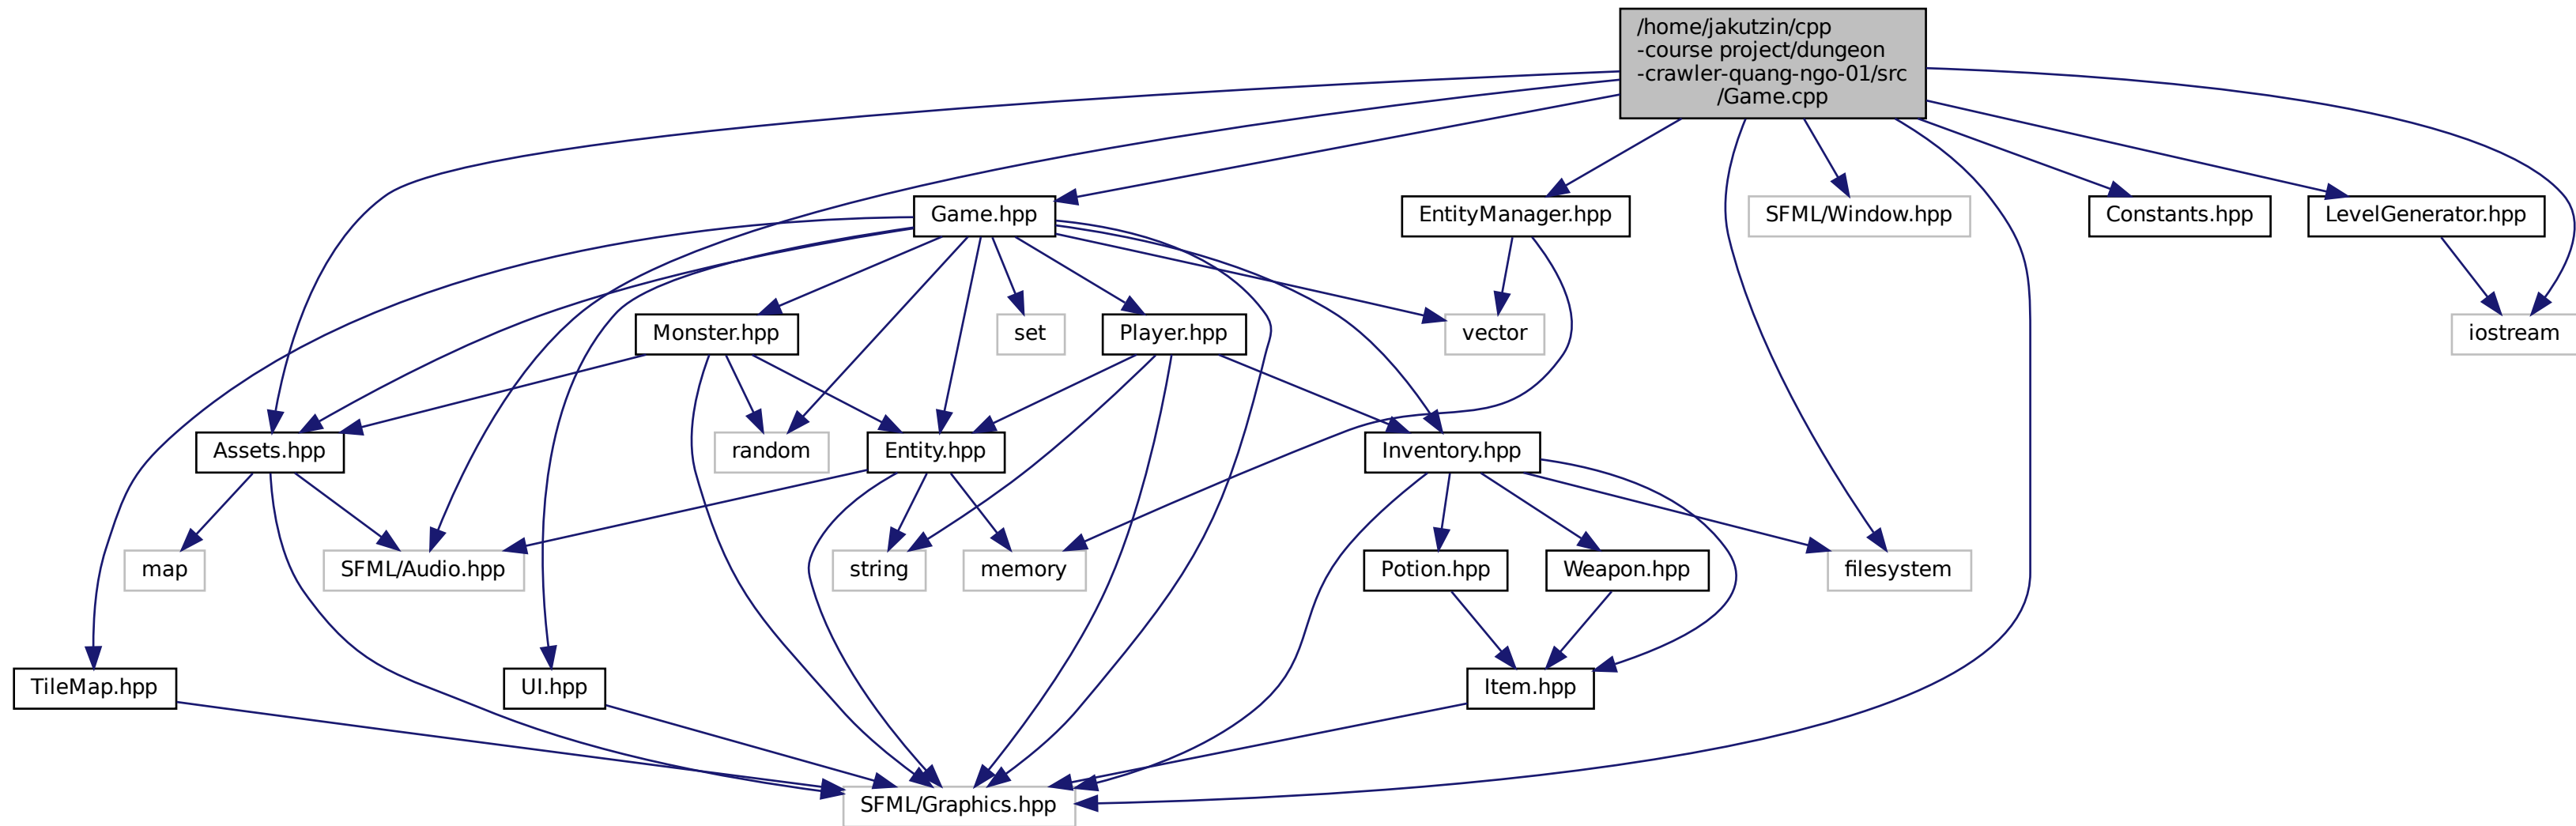 /home/jakutzin/cpp
-course project/dungeon
-crawler-quang-ngo-01/src
/Game.cpp
Game.hpp
EntityManager.hpp
SFML/Window.hpp
Constants.hpp
LevelGenerator.hpp
Monster.hpp
set
Player.hpp
vector
iostream
Assets.hpp
random
Entity.hpp
Inventory.hpp
map
SFML/Audio.hpp
string
memory
Potion.hpp
Weapon.hpp
filesystem
TileMap.hpp
UI.hpp
Item.hpp
SFML/Graphics.hpp